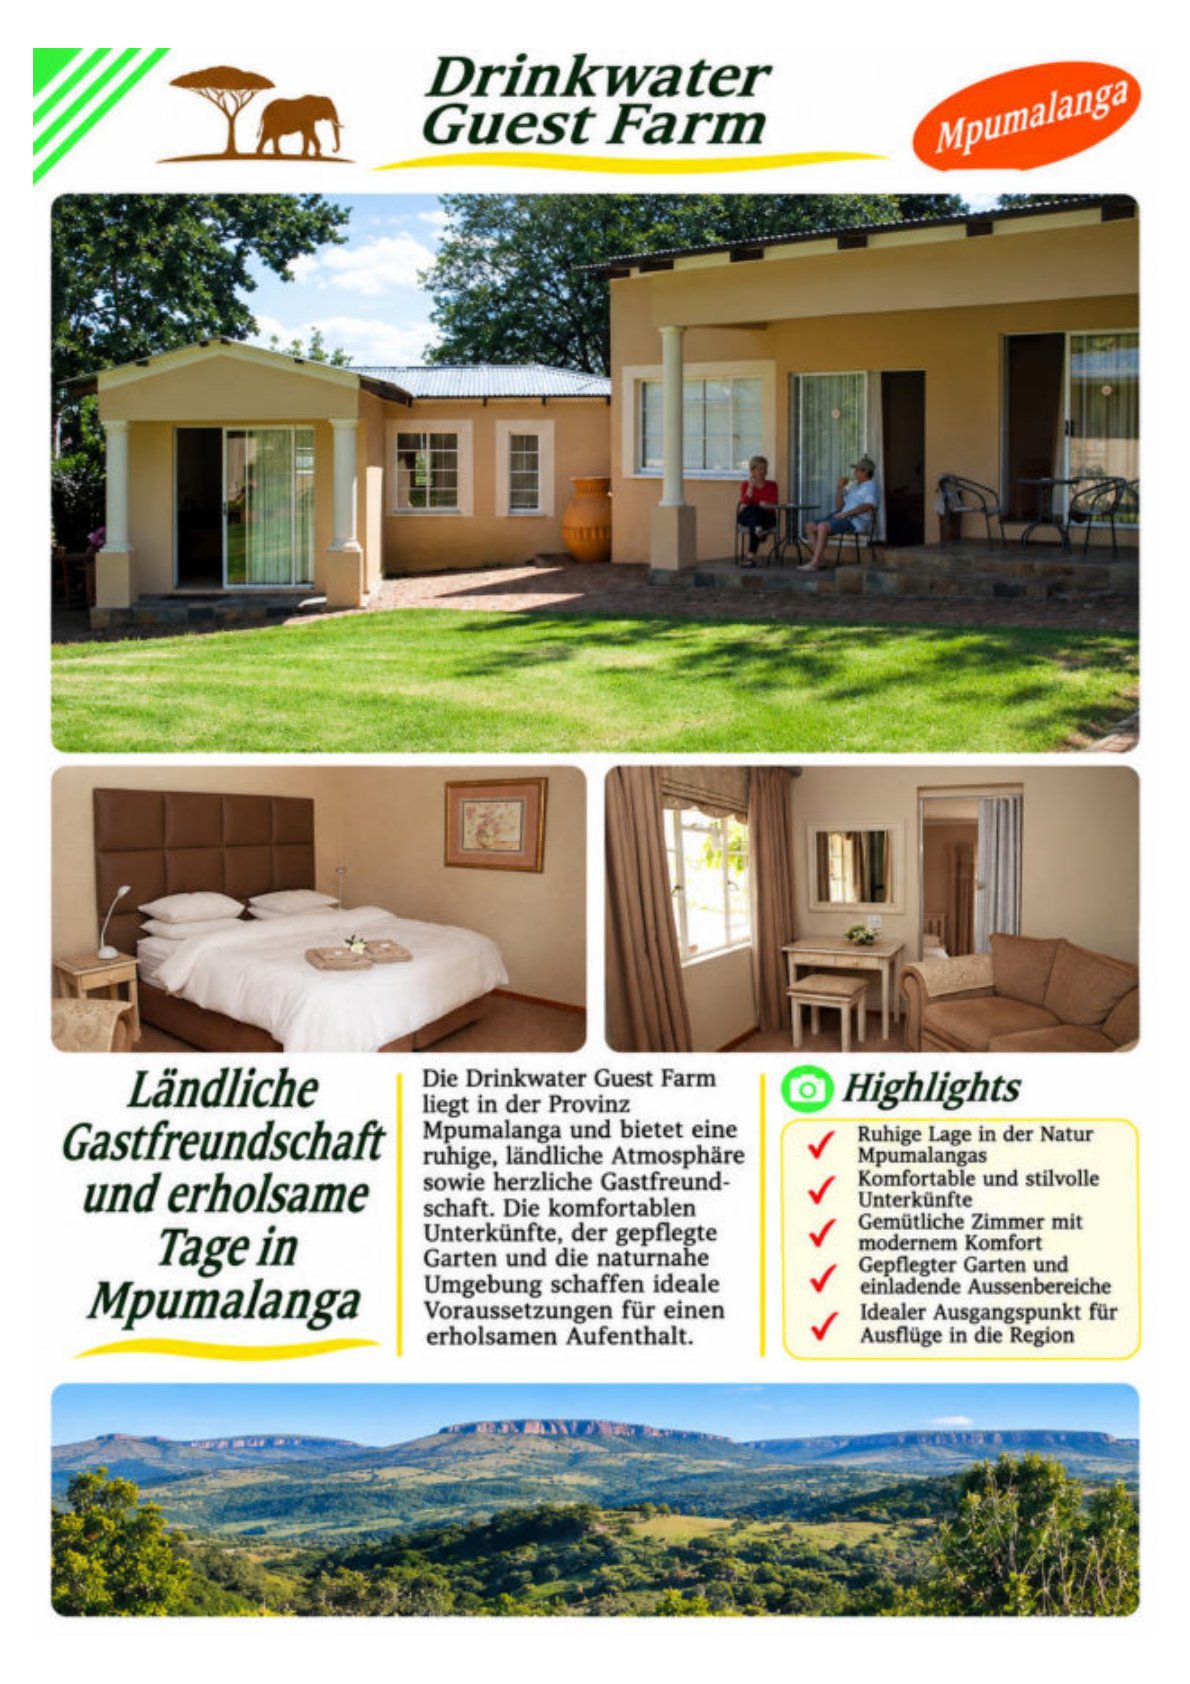 Drinkwater
Guest Farm
Mpumalanga
Ländliche
Gastfreundschaft
und erholsame
Tage in
Mpumalanga
Die Drinkwater Guest Farm
liegt in der Provinz
Mpumalanga und bietet eine
ruhige, ländliche Atmosphäre
sowie herzliche Gastfreund-
schaft. Die komfortablen
Unterkünfte, der gepflegte
Garten und die naturnahe
Umgebung schaffen ideale
Voraussetzungen für einen
erholsamen Aufenthalt.
Highlights
Ruhige Lage in der Natur
Mpumalangas
Komfortable und stilvolle
Unterkünfte
Gemütliche Zimmer mit
modernem Komfort
Gepflegter Garten und
einladende Aussenbereiche
Idealer Ausgangspunkt für
Ausflüge in die Region